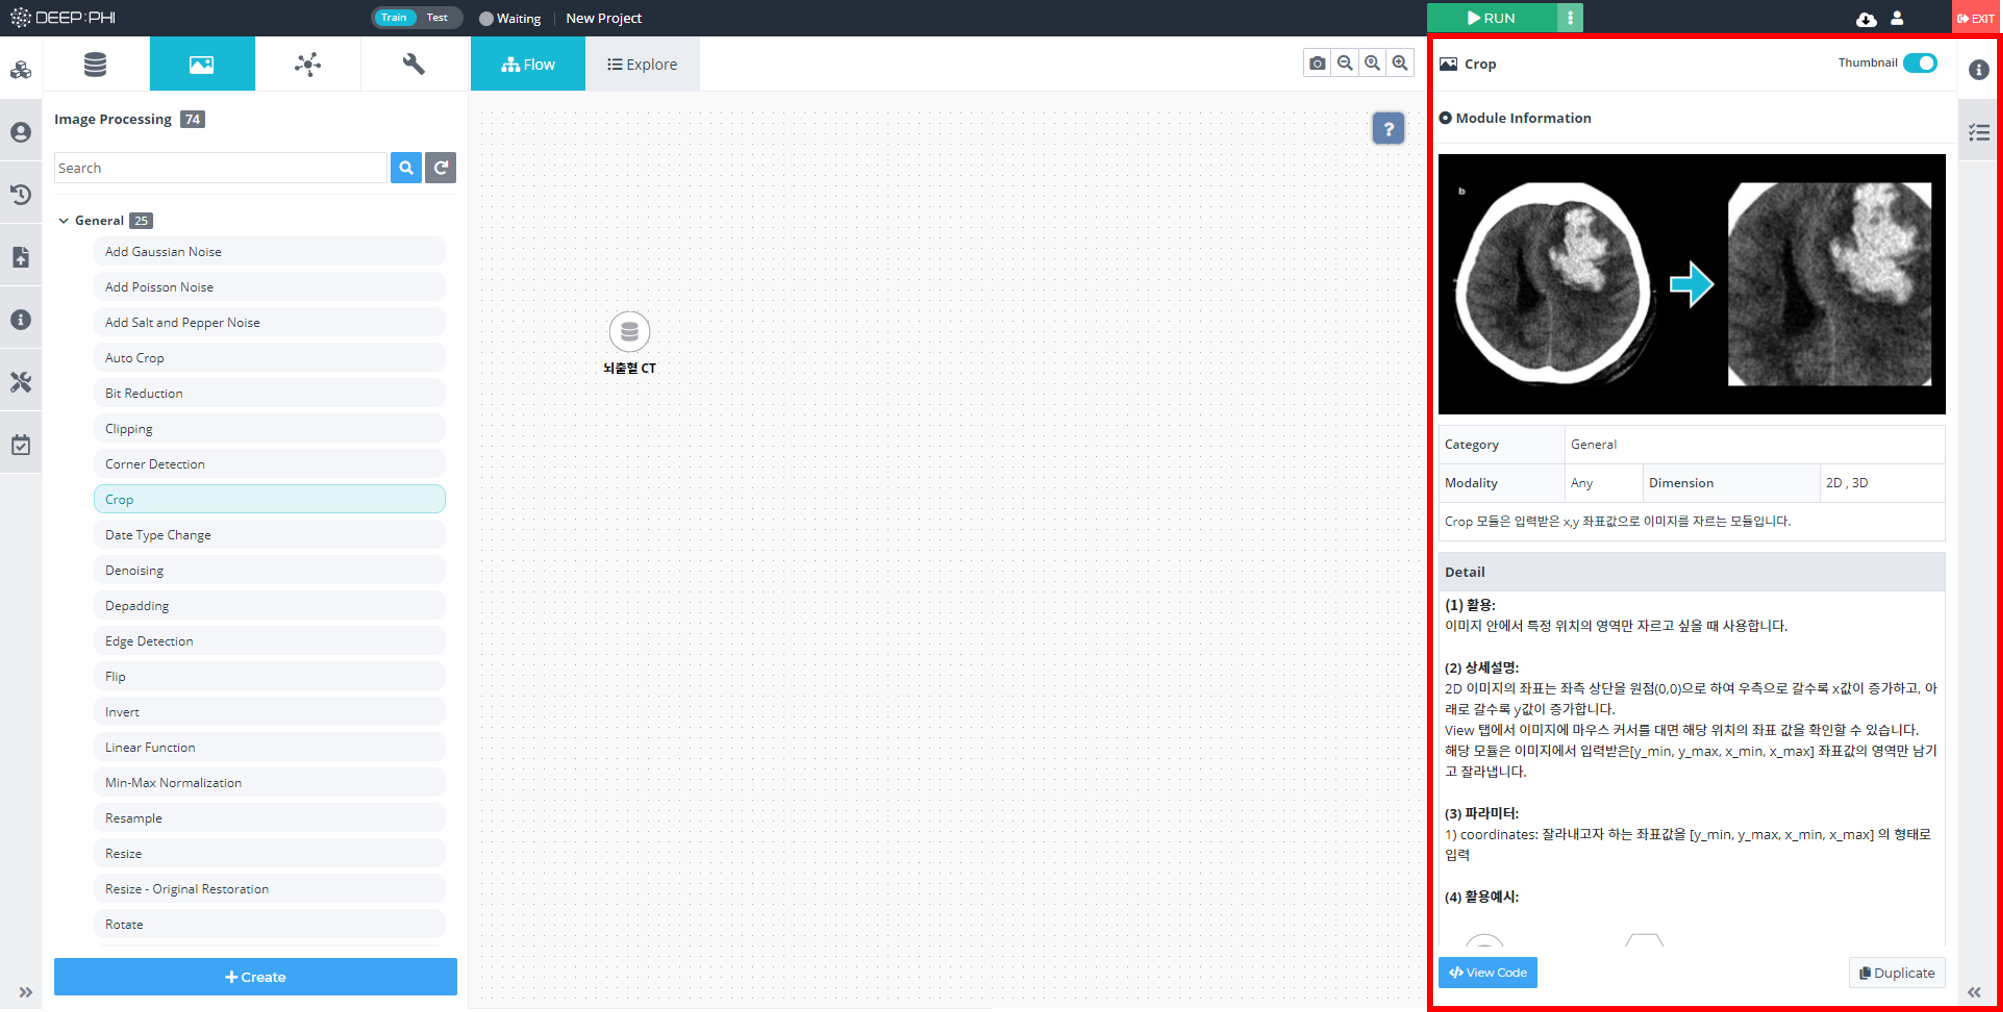 DEEP:PHI
Train Test
Waiting
New Project
RUN
EXIT
Image Processing 74
Search
General 25
Add Gaussian Noise
Add Poisson Noise
Add Salt and Pepper Noise
Auto Crop
Bit Reduction
Clipping
Corner Detection
Crop
Date Type Change
Denoising
Depadding
Edge Detection
Flip
Invert
Linear Function
Min-Max Normalization
Resample
Resize
Resize - Original Restoration
Rotate
+ Create
Flow
Explore
?
뇌출혈 CT
Crop
Thumbnail
Module Information
b
Category General
Modality Any Dimension 2D , 3D
Crop 모듈은 입력받은 x,y 좌표값으로 이미지를 자르는 모듈입니다.
Detail
(1) 활용:
이미지 안에서 특정 위치의 영역만 자르고 싶을 때 사용합니다.
(2) 상세설명:
2D 이미지의 좌표는 좌측 상단을 원점(0,0)으로 하여 우측으로 갈수록 x값이 증가하고, 아
래로 갈수록 y값이 증가합니다.
View 탭에서 이미지에 마우스 커서를 대면 해당 위치의 좌표 값을 확인할 수 있습니다.
해당 모듈은 이미지에서 입력받은[y_min, y_max, x_min, x_max] 좌표값의 영역만 남기
고 잘라냅니다.
(3) 파라미터:
1) coordinates: 잘라내고자 하는 좌표값을 [y_min, y_max, x_min, x_max] 의 형태로
입력
(4) 활용예시:
</> View Code
Duplicate